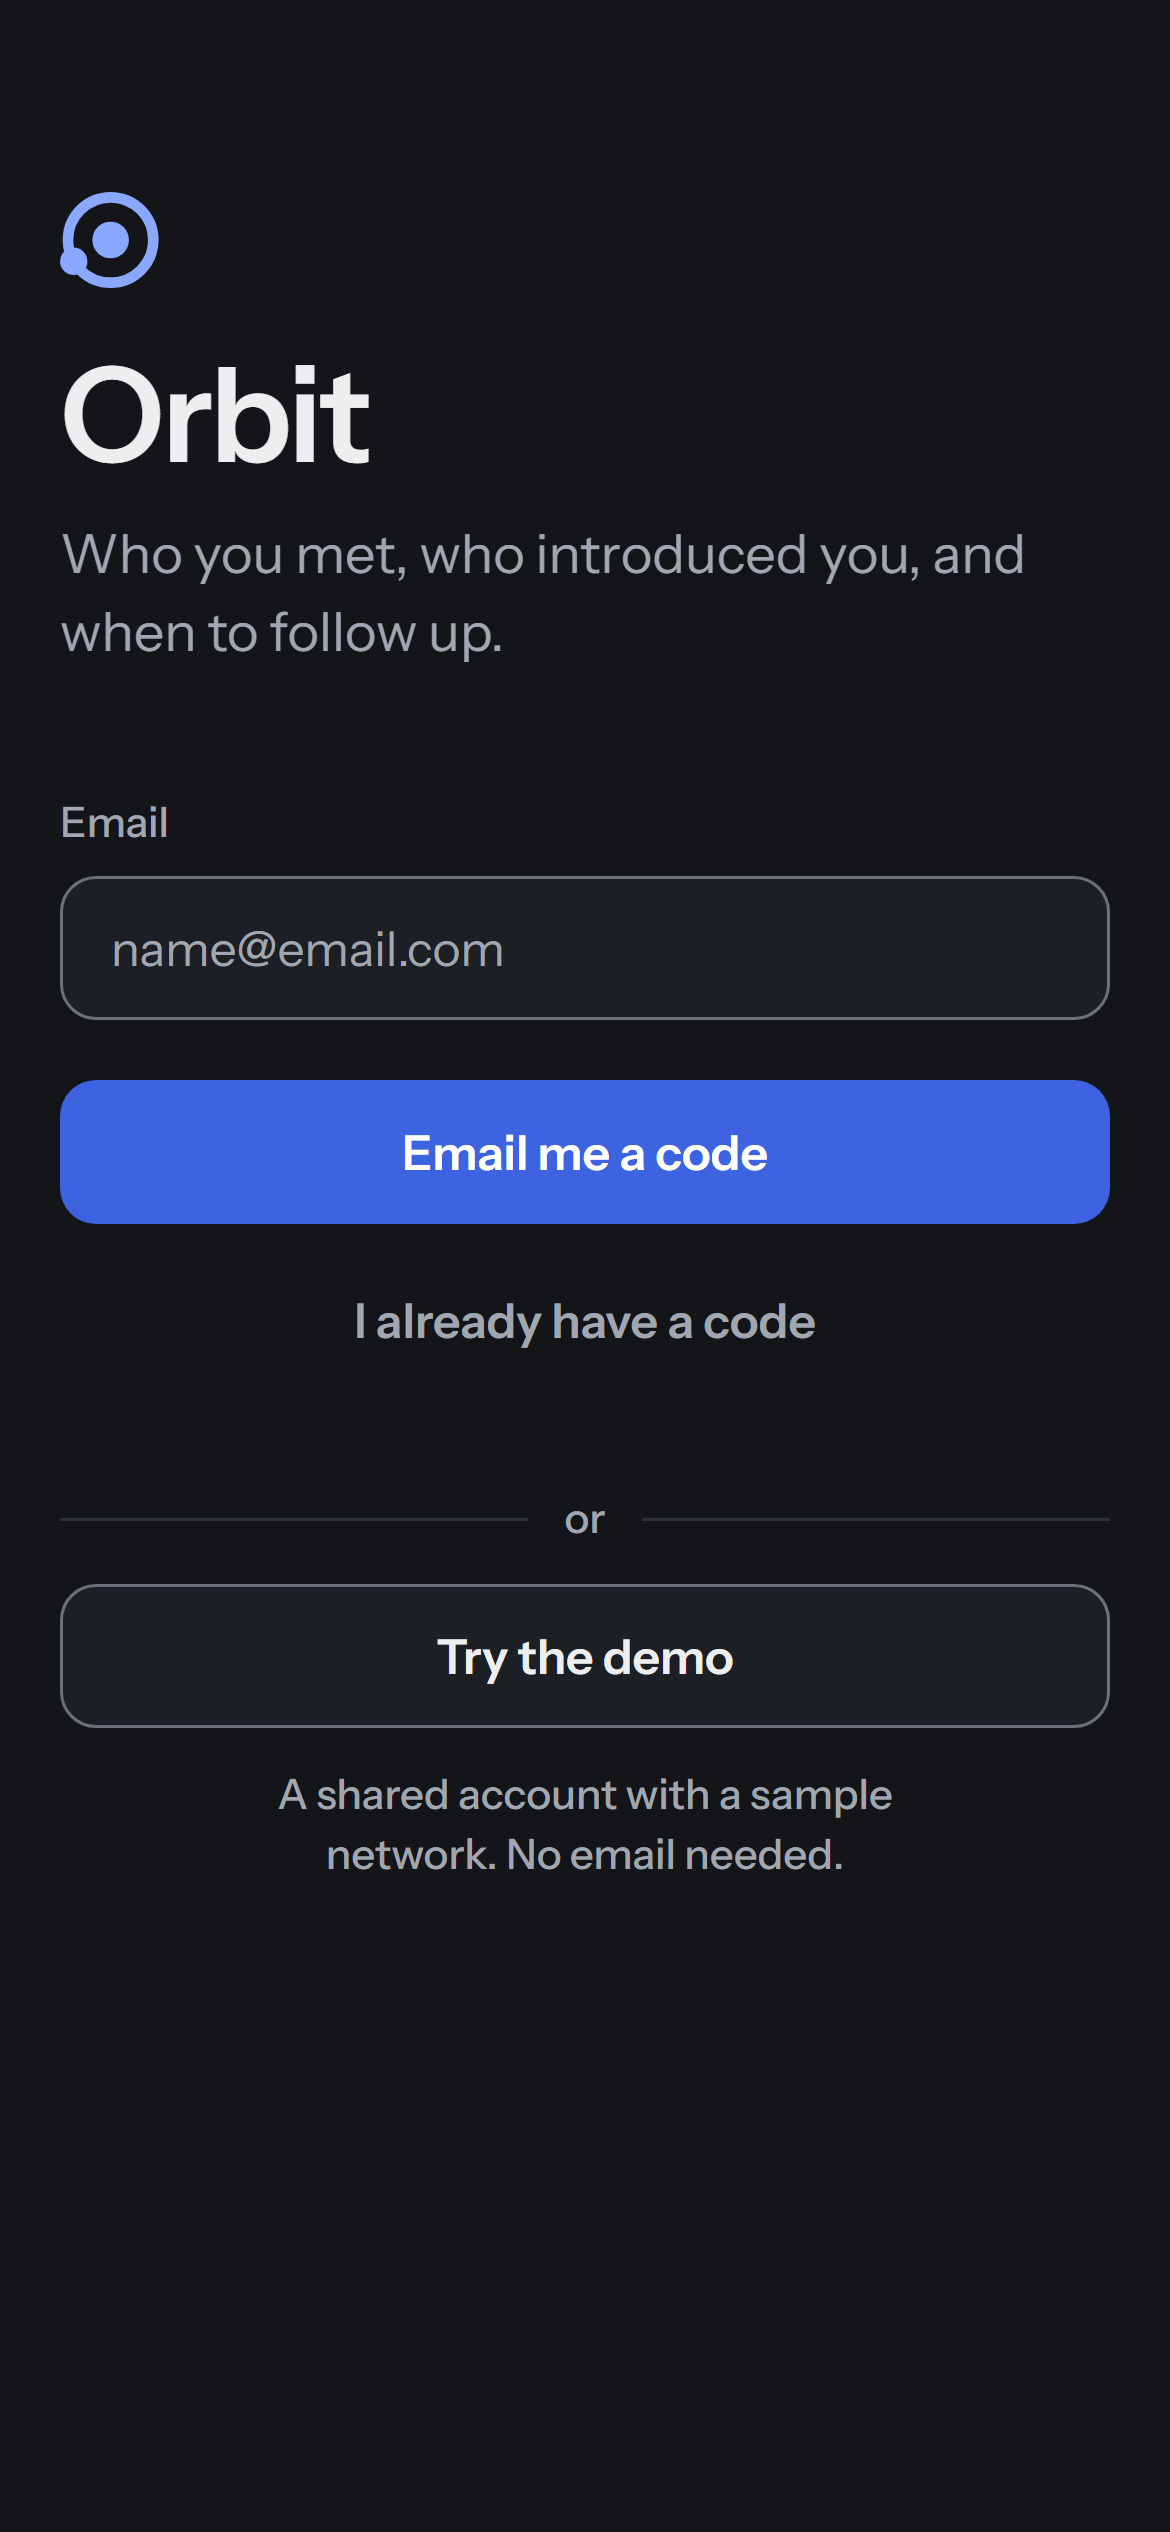 Orbit
Who you met, who introduced you, and
when to follow up.
Email
name@email.com
Email me a code
I already have a code
or
Try the demo
A shared account with a sample
network. No email needed.